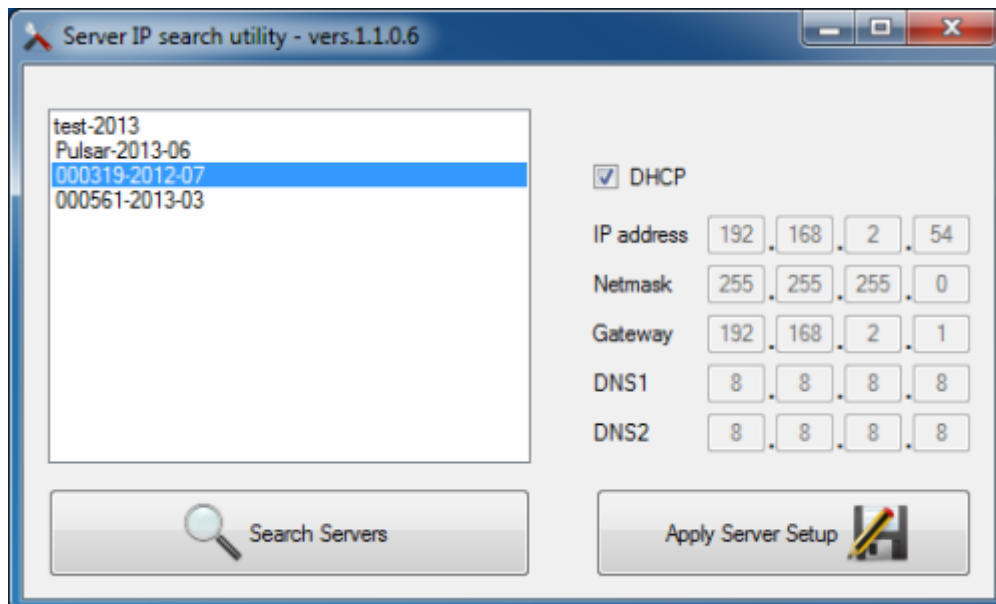 Server IP search utility - vers.1.1.0.6
test-2013
Pulsar-2013-06
000319-2012-07
000561-2013-03
DHCP
IP address 192 . 168 . 2 . 54
Netmask 255 . 255 . 255 . 0
Gateway 192 . 168 . 2 . 1
DNS1 8 . 8 . 8 . 8
DNS2 8 . 8 . 8 . 8
Search Servers
Apply Server Setup